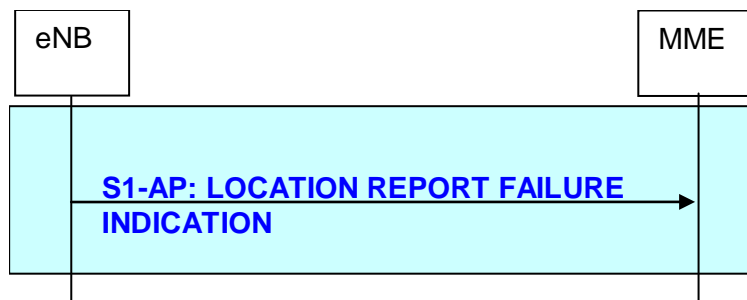 eNB
MME
S1-AP: LOCATION REPORT FAILURE
INDICATION